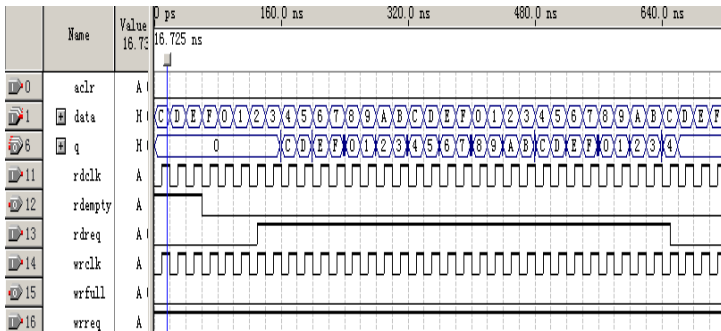 Name Value 0 ps 160.0 ns 320.0 ns 480.0 ns 640.0 ns
16.73 16.725 ns
0 aclr A
1 data H C D E F 0 1 2 3 4 5 6 7 8 9 A B C D E F 0 1 2 3 4 5 6 7 8 9 A B C D E F
6 q H 0 C D E F 0 1 2 3 4 5 6 7 8 9 A B C D E F 0 1 2 3 4
11 rdclk A
12 rdempty A
13 rdreq A
14 wrclk A
15 wrfull A
16 wrreq A